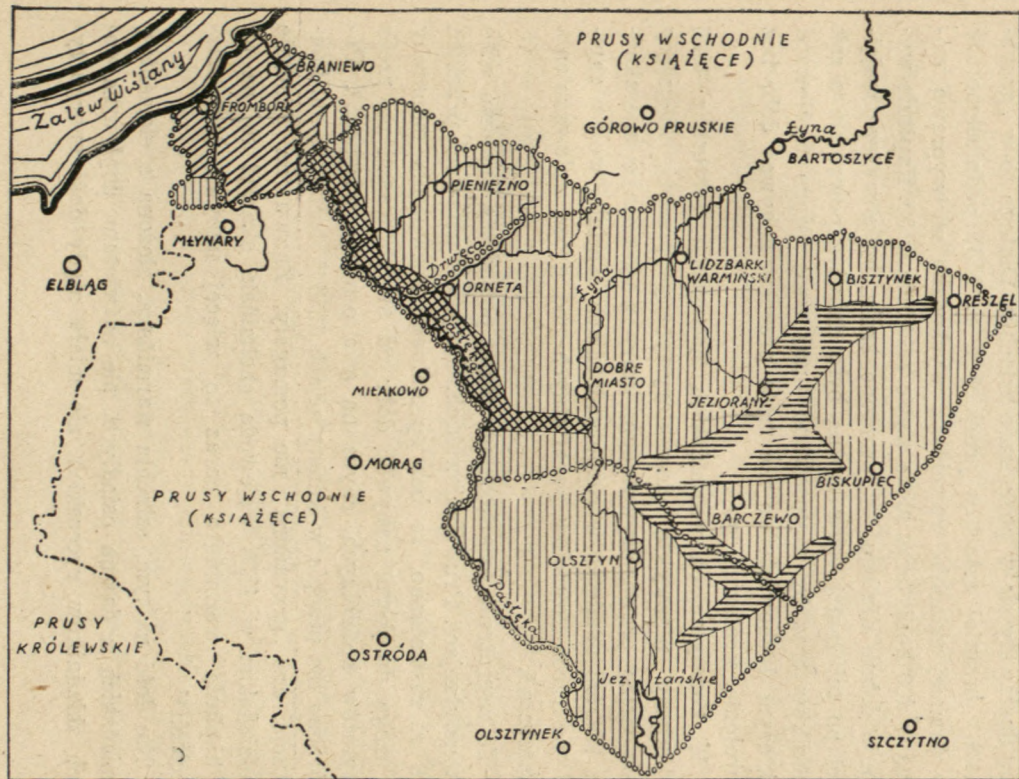 PRUSY WSCHODNIE
(KSIĄŻĘCE)
BRANIEWO
Zalew Wiślany
FROMBORK
GÓROWO PRUSKIE
Łyna
BARTOSZYCE
PIENIĘŻNO
MŁYNARY
Drwęca
ELBLĄG
LIDZBARK
WARMIŃSKI
BISZTYNEK
Łyna
ORNETA
RESZEL
DOBRE
MIASTO
MIŁAKOWO
JEZIORANY
MORĄG
BISKUPIEC
PRUSY WSCHODNIE
(KSIĄŻĘCE)
BARCZEWO
OLSZTYN
Pasłęka
PRUSY
KRÓLEWSKIE
OSTRÓDA
Jez. Łańskie
OLSZTYNEK
SZCZYTNO